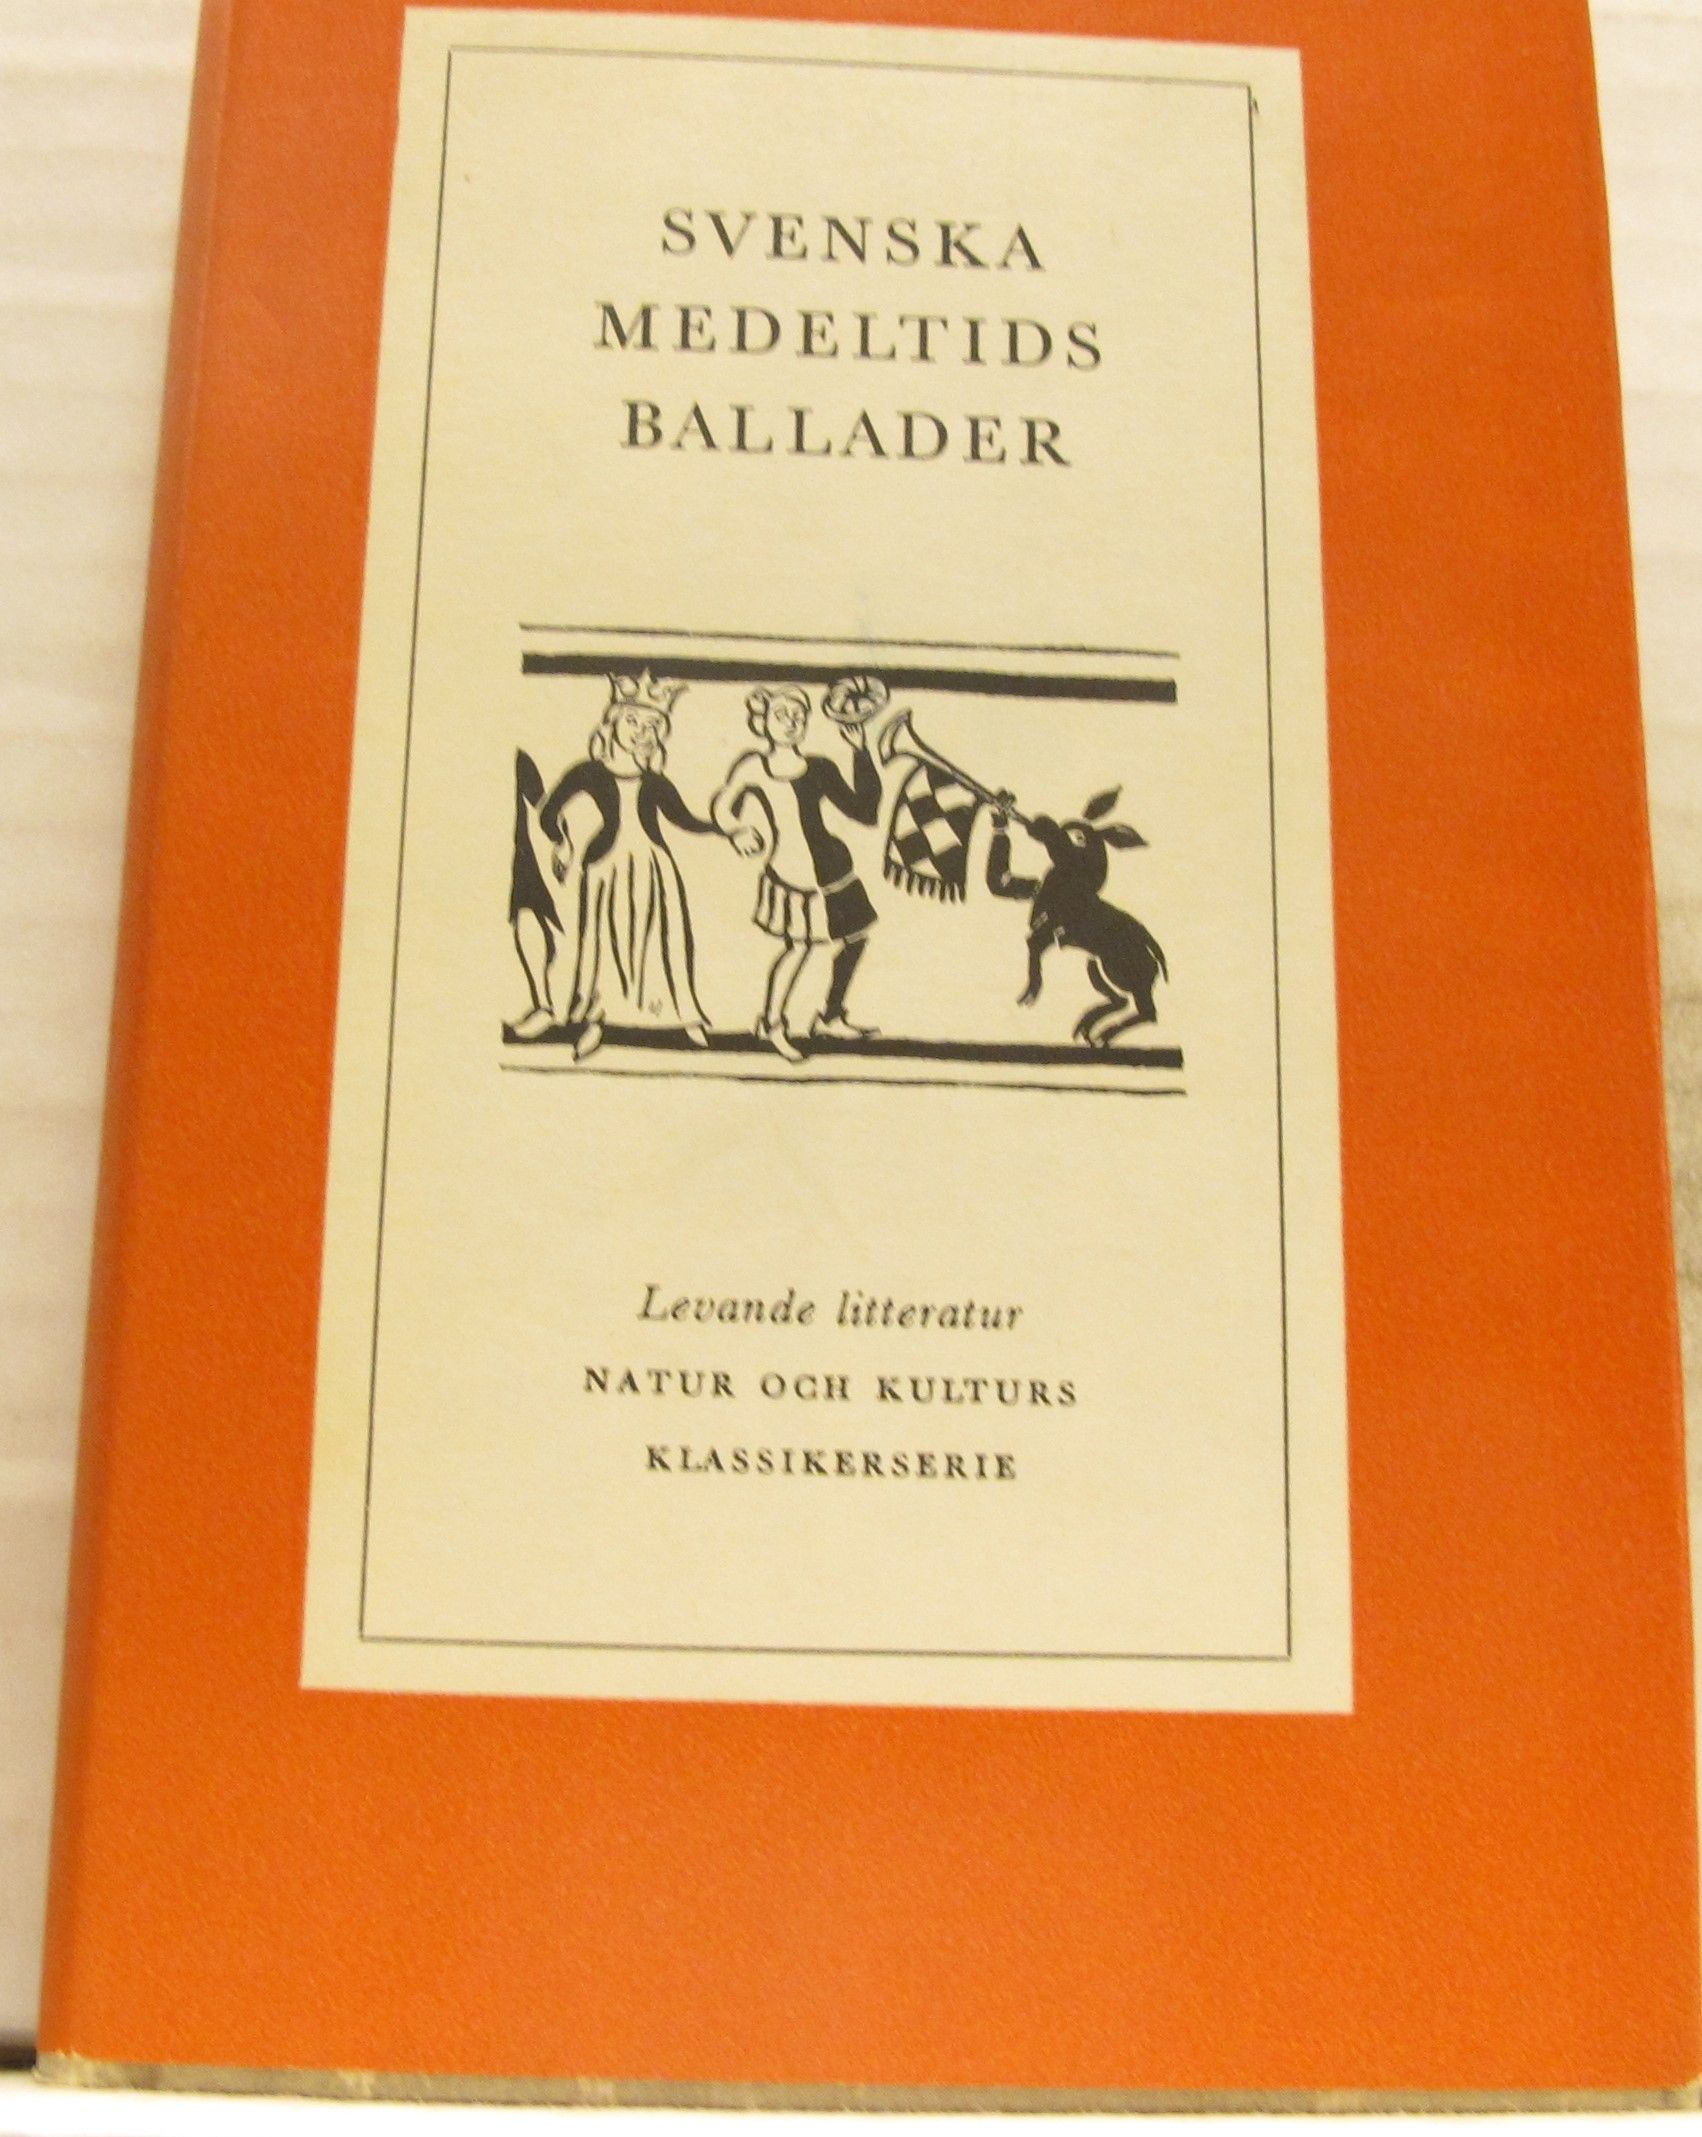 SVENSKA
MEDELTIDS
BALLADER
Levande litteratur
NATUR OCH KULTURS
KLASSIKERSERIE